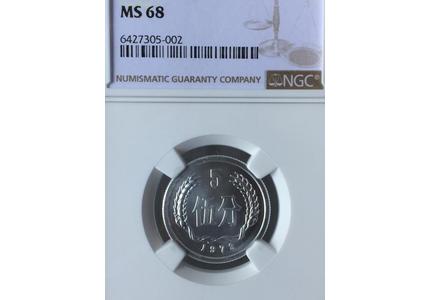 MS 68
6427305-002
NUMISMATIC GUARANTY COMPANY
NGC®
5
伍分